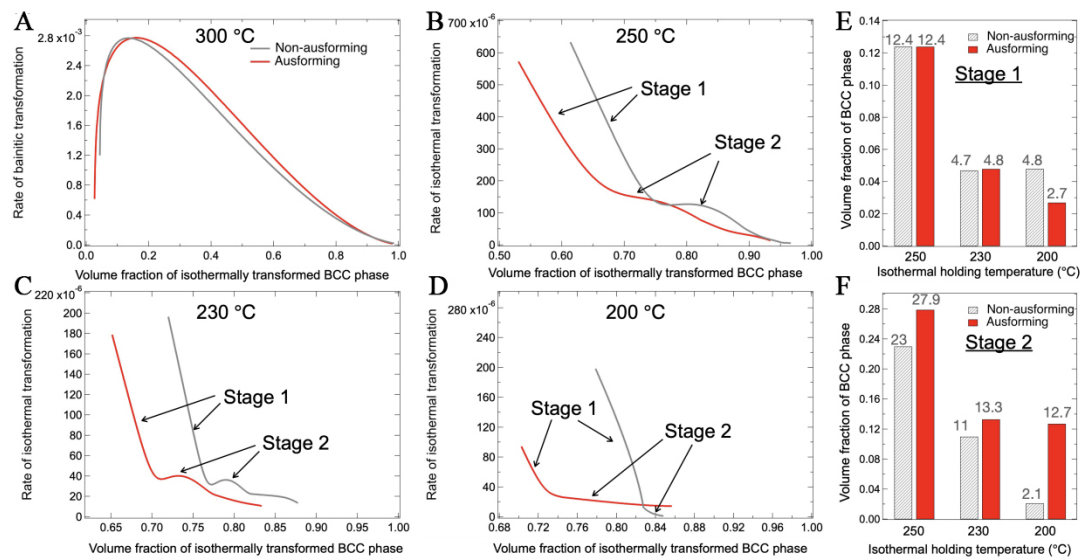 A
300 °C
Non-ausforming
Ausforming
Rate of bainitic transformation
2.8 x10⁻³
2.4
2.0
1.6
1.2
0.8
0.4
0.0
0.0
0.2
0.4
0.6
0.8
1.0
Volume fraction of isothermally transformed BCC phase
B
250 °C
Stage 1
Stage 2
Rate of isothermal transformation
700 x10⁻⁶
600
500
400
300
200
100
0
0.50
0.60
0.70
0.80
0.90
1.00
Volume fraction of isothermally transformed BCC phase
E
Non-ausforming
Ausforming
Stage 1
Volume fraction of BCC phase
0.14
0.12
0.10
0.08
0.06
0.04
0.02
0.00
12.4
12.4
4.7
4.8
4.8
2.7
250
230
200
Isothermal holding temperature (°C)
C
230 °C
Stage 1
Stage 2
Rate of isothermal transformation
220 x10⁻⁶
200
180
160
140
120
100
80
60
40
20
0
0.65
0.70
0.75
0.80
0.85
0.90
0.95
1.00
Volume fraction of isothermally transformed BCC phase
D
200 °C
Stage 1
Stage 2
Rate of isothermal transformation
280 x10⁻⁶
240
200
160
120
80
40
0
0.68
0.72
0.76
0.80
0.84
0.88
0.92
0.96
1.00
Volume fraction of isothermally transformed BCC phase
F
Non-ausforming
Ausforming
Stage 2
Volume fraction of BCC phase
0.28
0.24
0.20
0.16
0.12
0.08
0.04
0.00
23
27.9
11
13.3
2.1
12.7
250
230
200
Isothermal holding temperature (°C)